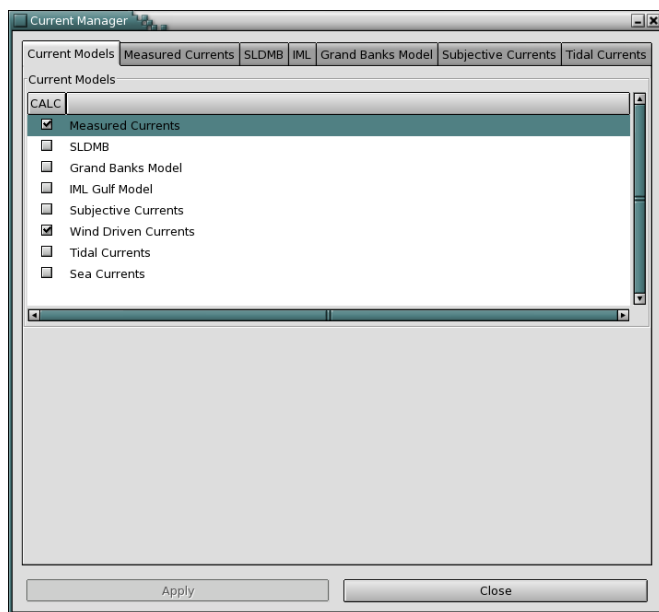 Current Manager
Current Models Measured Currents SLDMB IML Grand Banks Model Subjective Currents Tidal Currents
Current Models
CALC
Measured Currents
SLDMB
Grand Banks Model
IML Gulf Model
Subjective Currents
Wind Driven Currents
Tidal Currents
Sea Currents
Apply Close